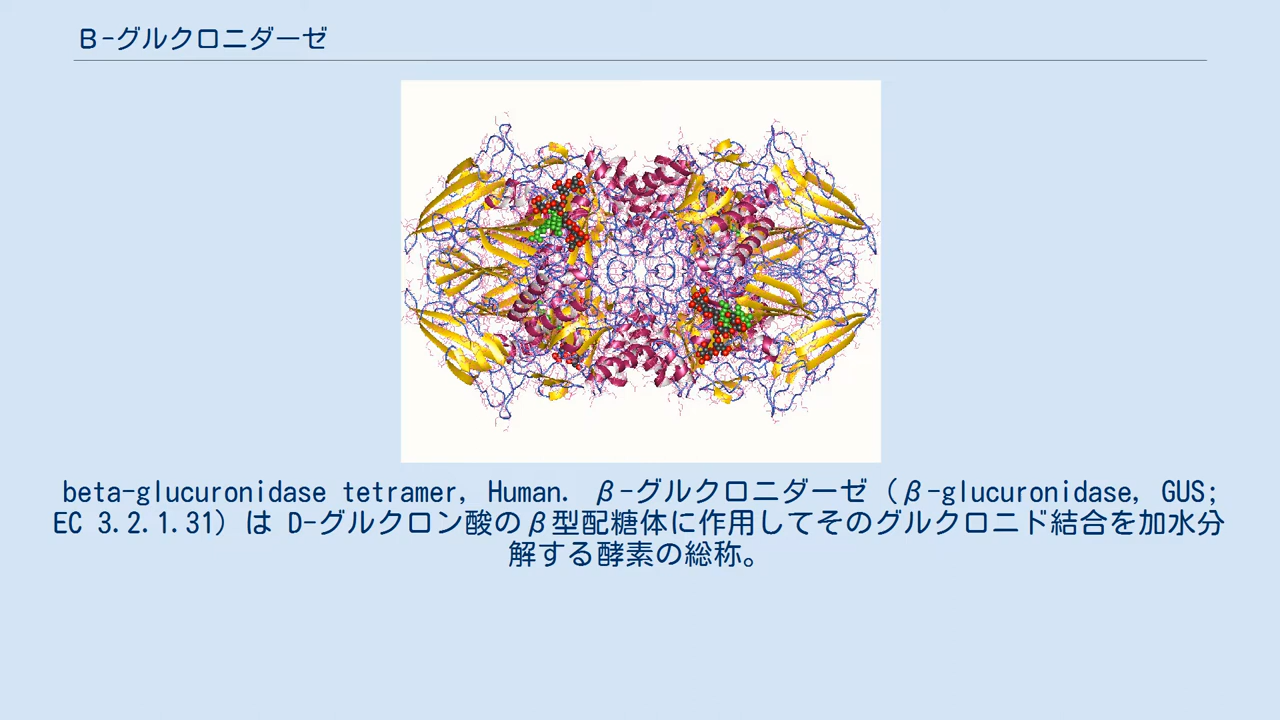 Β-グルクロニダーゼ
beta-glucuronidase tetramer, Human. β-グルクロニダーゼ（β-glucuronidase, GUS;
EC 3.2.1.31）は D-グルクロン酸のβ型配糖体に作用してそのグルクロニド結合を加水分
解する酵素の総称。